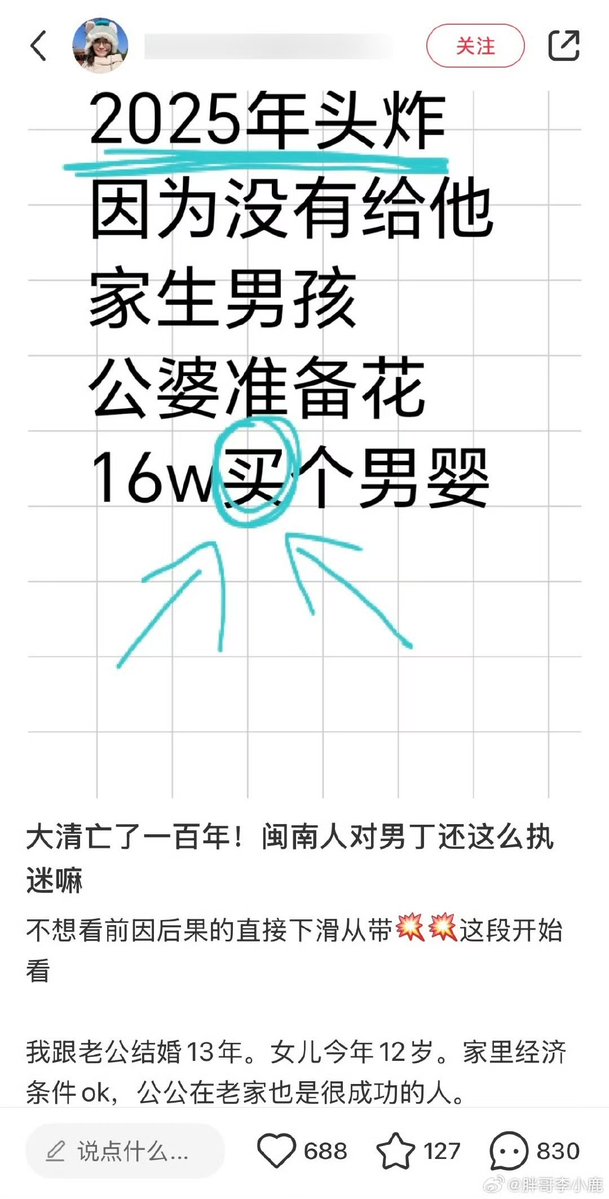 关注
2025年头炸
因为没有给他
家生男孩
公婆准备花
16w买个男婴
大清亡了一百年！闽南人对男丁还这么执
迷嘛
不想看前因后果的直接下滑从带💥💥这段开始
看
我跟老公结婚13年。女儿今年12岁。家里经济
条件ok，公公在老家也是很成功的人。
说点什么...
688
127
830
@胖哥李小鹿